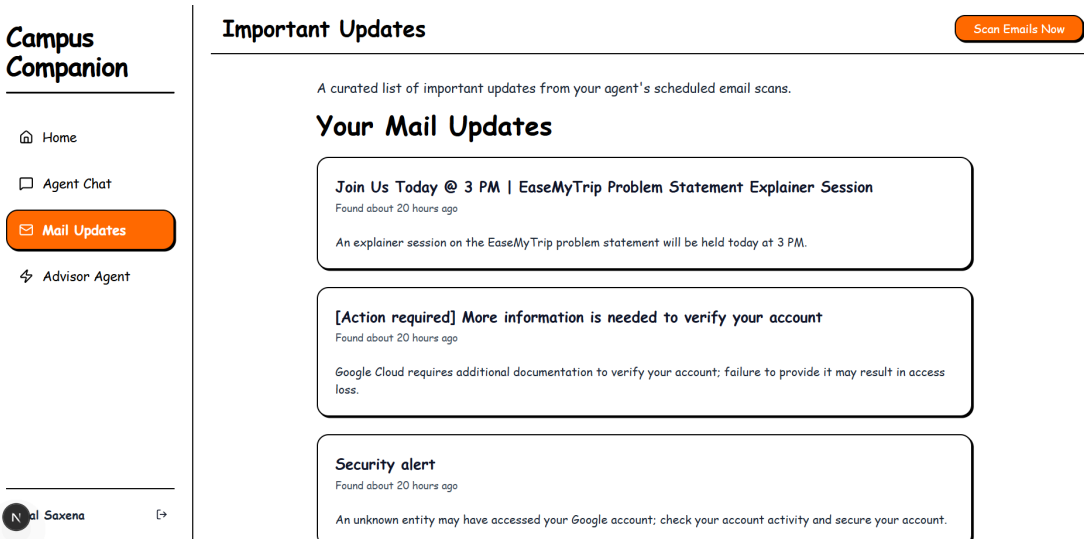 Campus
Companion
Home
Agent Chat
Mail Updates
Advisor Agent
N
al Saxena
Important Updates
Scan Emails Now
A curated list of important updates from your agent's scheduled email scans.
Your Mail Updates
Join Us Today @ 3 PM | EaseMyTrip Problem Statement Explainer Session
Found about 20 hours ago
An explainer session on the EaseMyTrip problem statement will be held today at 3 PM.
[Action required] More information is needed to verify your account
Found about 20 hours ago
Google Cloud requires additional documentation to verify your account; failure to provide it may result in access
loss.
Security alert
Found about 20 hours ago
An unknown entity may have accessed your Google account; check your account activity and secure your account.